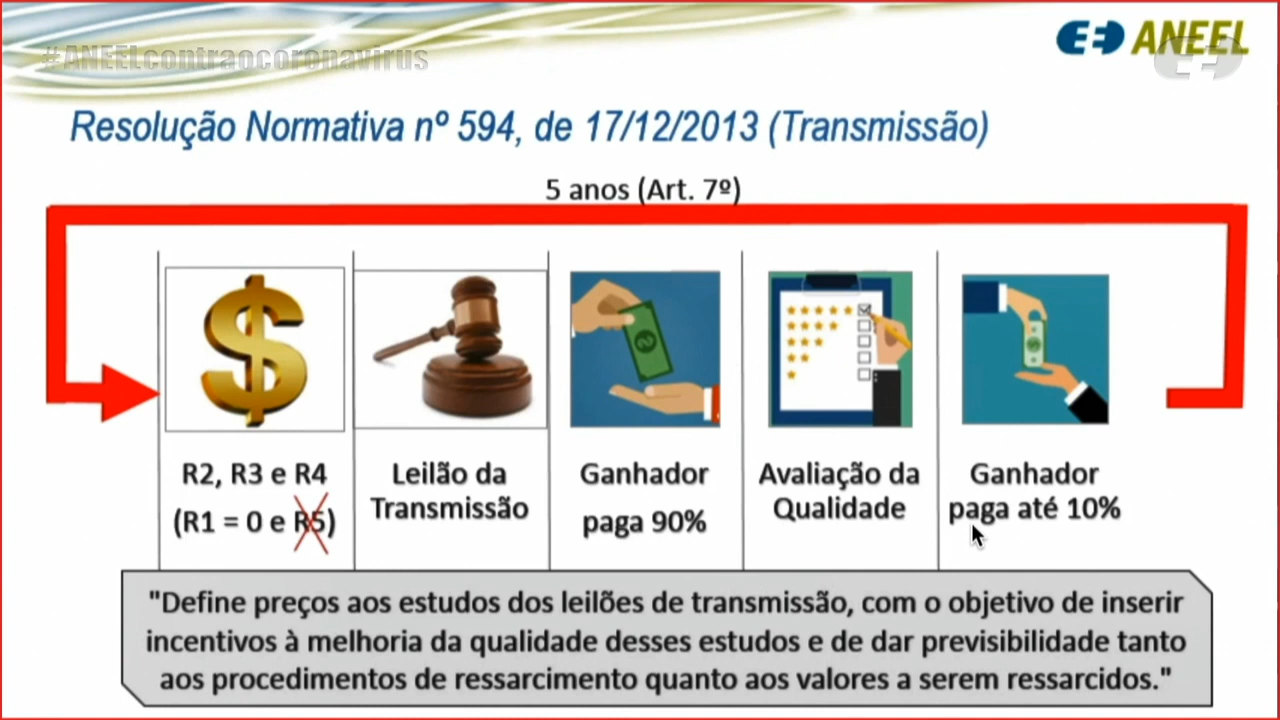 #ANEELcontraocoronavirus
ANEEL
Resolução Normativa nº 594, de 17/12/2013 (Transmissão)
5 anos (Art. 7º)
R2, R3 e R4
(R1 = 0 e R5)
Leilão da
Transmissão
Ganhador
paga 90%
Avaliação da
Qualidade
Ganhador
paga até 10%
"Define preços aos estudos dos leilões de transmissão, com o objetivo de inserir
incentivos à melhoria da qualidade desses estudos e de dar previsibilidade tanto
aos procedimentos de ressarcimento quanto aos valores a serem ressarcidos."